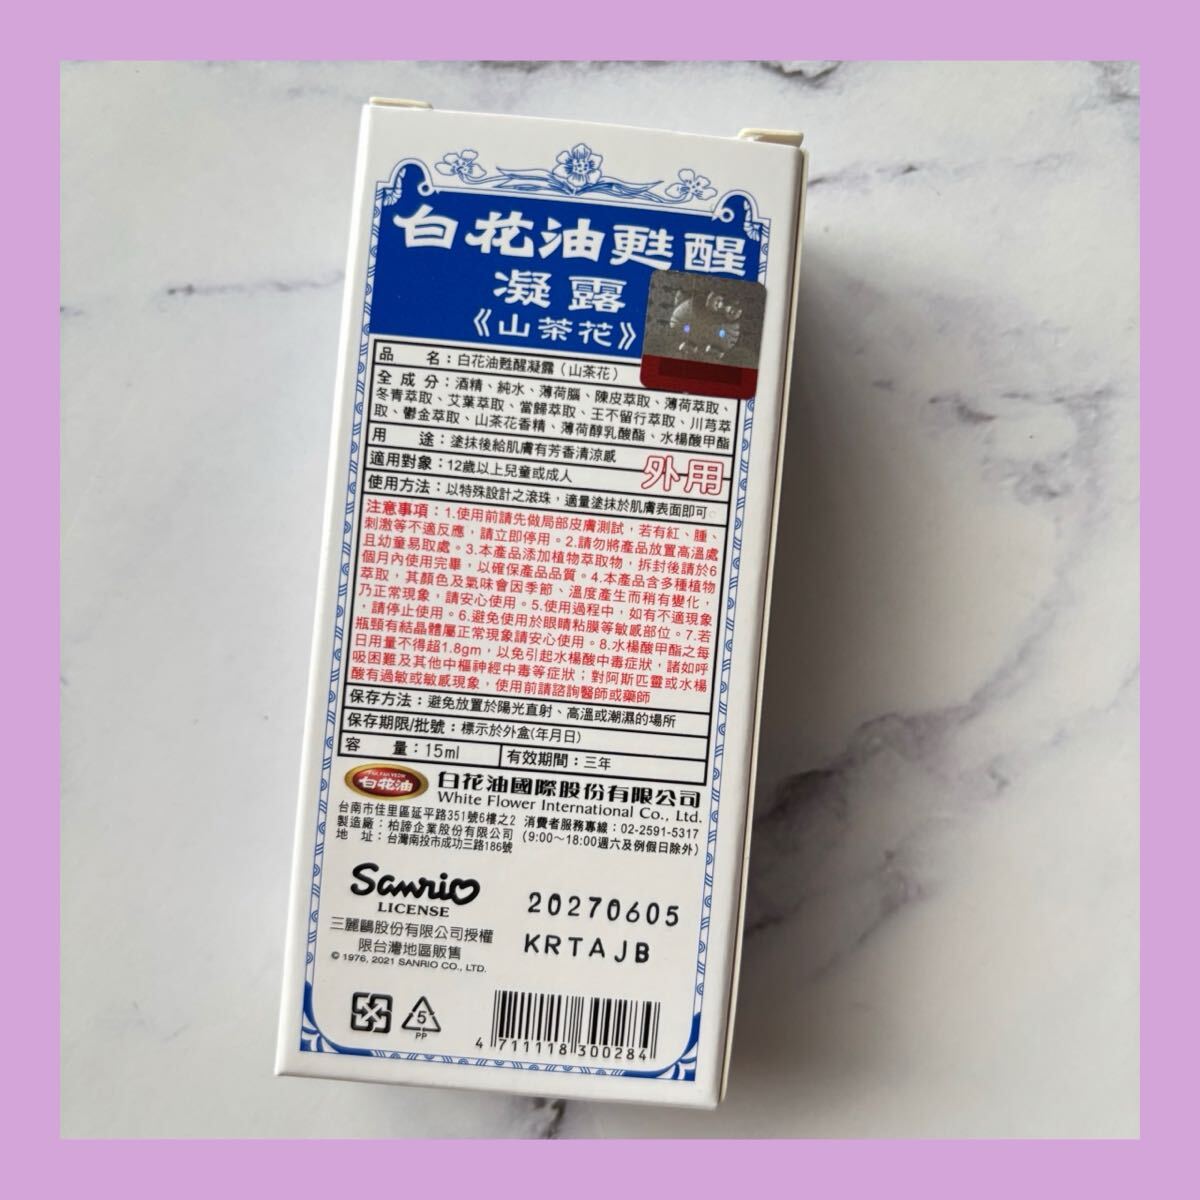 白花油甦醒
凝露
《山茶花》
品名：白花油甦醒凝露（山茶花）
全成分：酒精、純水、薄荷腦、陳皮萃取、薄荷萃取、
冬青萃取、艾葉萃取、當歸萃取、王不留行萃取、川芎萃
取、鬱金萃取、山茶花香精、薄荷醇乳酸酯、水楊酸甲酯
用途：塗抹後給肌膚有芳香清涼感
外用
適用對象：12歲以上兒童或成人
使用方法：以特殊設計之滾珠，適量塗抹於肌膚表面即可。
注意事項：1.使用前請先做局部皮膚測試，若有紅、腫、
刺激等不適反應，請立即停用。2.請勿將產品放置高溫處
且幼童易取處。3.本產品添加植物萃取物，拆封後請於6
個月內使用完畢，以確保產品品質。4.本產品含多種植物
萃取，其顏色及氣味會因季節、溫度產生而稍有變化，
乃正常現象，請安心使用。5.使用過程中，如有不適現象
，請停止使用。6.避免使用於眼睛粘膜等敏感部位。7.若
瓶頸有結晶體屬正常現象請安心使用。8.水楊酸甲酯之每
日用量不得超1.8gm，以免引起水楊酸中毒症狀，諸如呼
吸困難及其他中樞神經中毒等症狀；對阿斯匹靈或水楊
酸有過敏或敏感現象，使用前請諮詢醫師或藥師
保存方法：避免放置於陽光直射、高溫或潮濕的場所
保存期限/批號：標示於外盒(年月日)
容量：15ml 有效期間：三年
PAK FAH YEOW
白花油
白花油國際股份有限公司
White Flower International Co., Ltd.
台南市佳里區延平路351號6樓之2 消費者服務專線：02-2591-5317
製造廠：柏諦企業股份有限公司 (9:00~18:00週六及例假日除外)
地址：台灣南投市成功三路186號
Sanrio
LICENSE
三麗鷗股份有限公司授權
限台灣地區販售
© 1976, 2021 SANRIO CO., LTD.
20270605
KRTAJB
5
PP
4 711118 300284